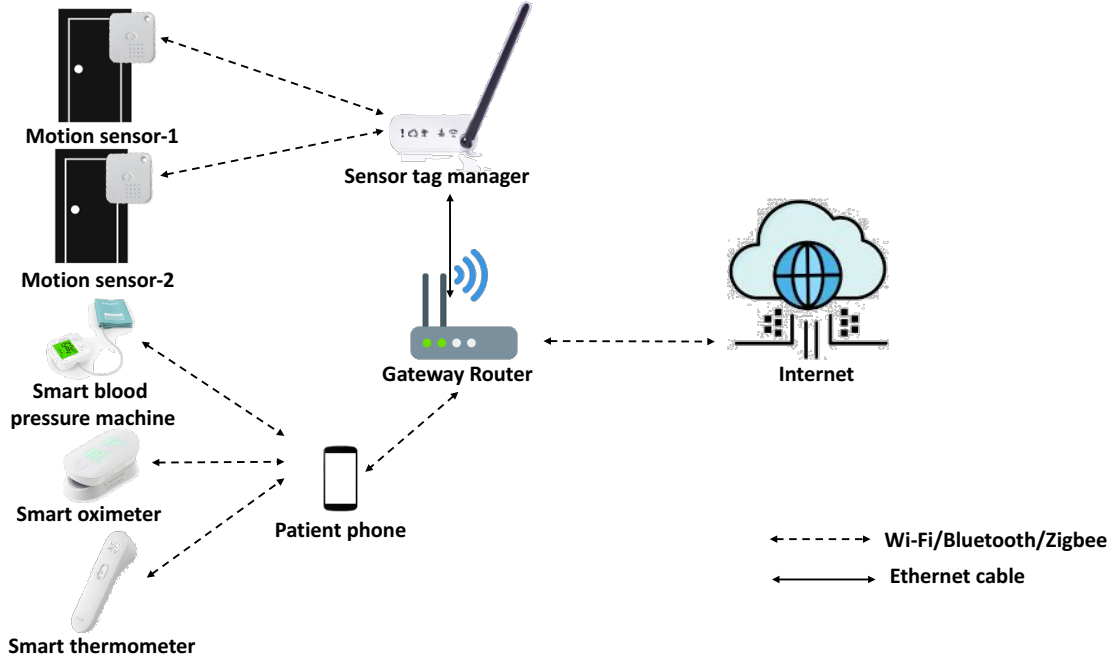 Motion sensor-1
Sensor tag manager
Motion sensor-2
Gateway Router
Internet
Smart blood
pressure machine
Smart oximeter
Patient phone
Wi-Fi/Bluetooth/Zigbee
Ethernet cable
Smart thermometer